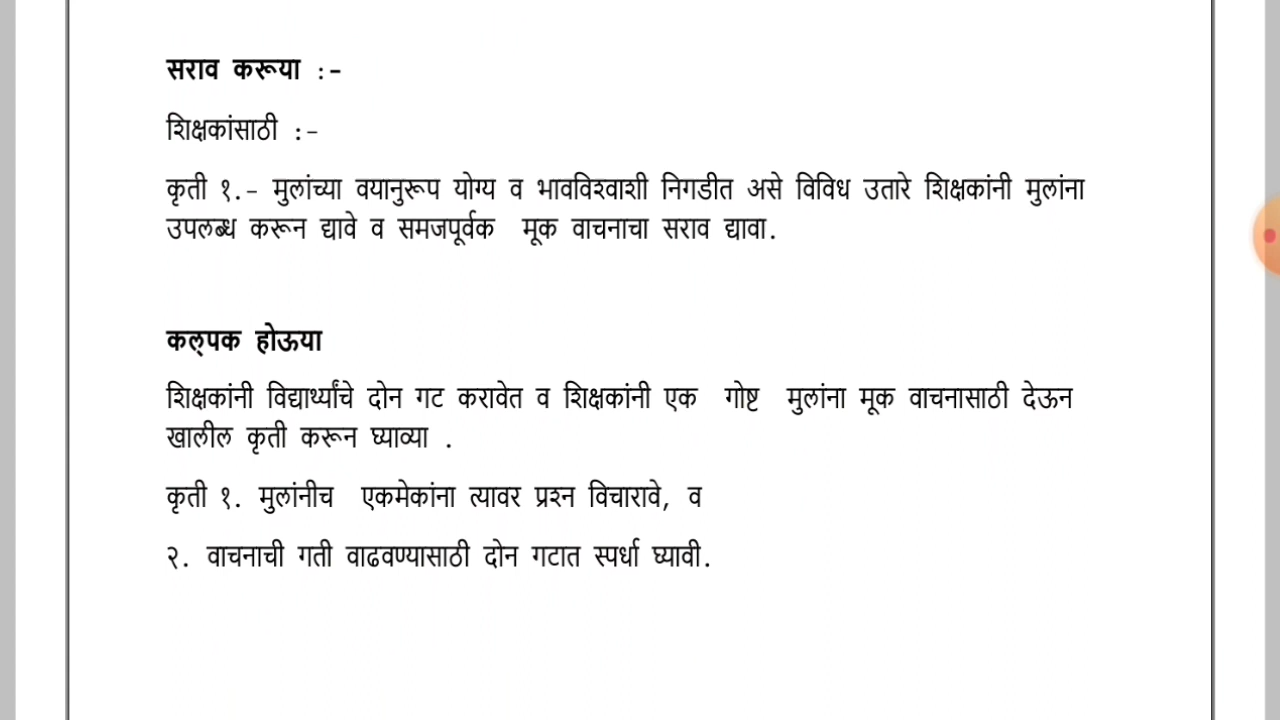 सराव करूया :-
शिक्षकांसाठी :-
कृती १.- मुलांच्या वयानुरूप योग्य व भावविश्वाशी निगडीत असे विविध उतारे शिक्षकांनी मुलांना
उपलब्ध करून द्यावे व समजपूर्वक मूक वाचनाचा सराव द्यावा.
कल्पक होऊया
शिक्षकांनी विद्यार्थ्यांचे दोन गट करावेत व शिक्षकांनी एक गोष्ट मुलांना मूक वाचनासाठी देऊन
खालील कृती करून घ्याव्या .
कृती १. मुलांनीच एकमेकांना त्यावर प्रश्न विचारावे, व
२. वाचनाची गती वाढवण्यासाठी दोन गटात स्पर्धा घ्यावी.